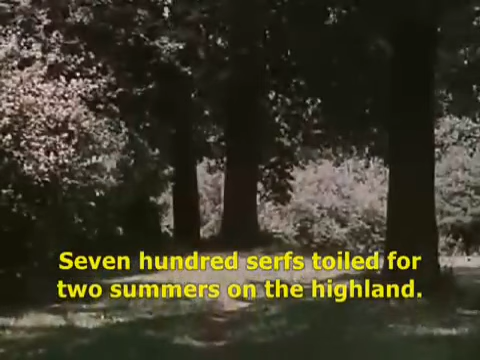 Seven hundred serfs toiled for
two summers on the highland.